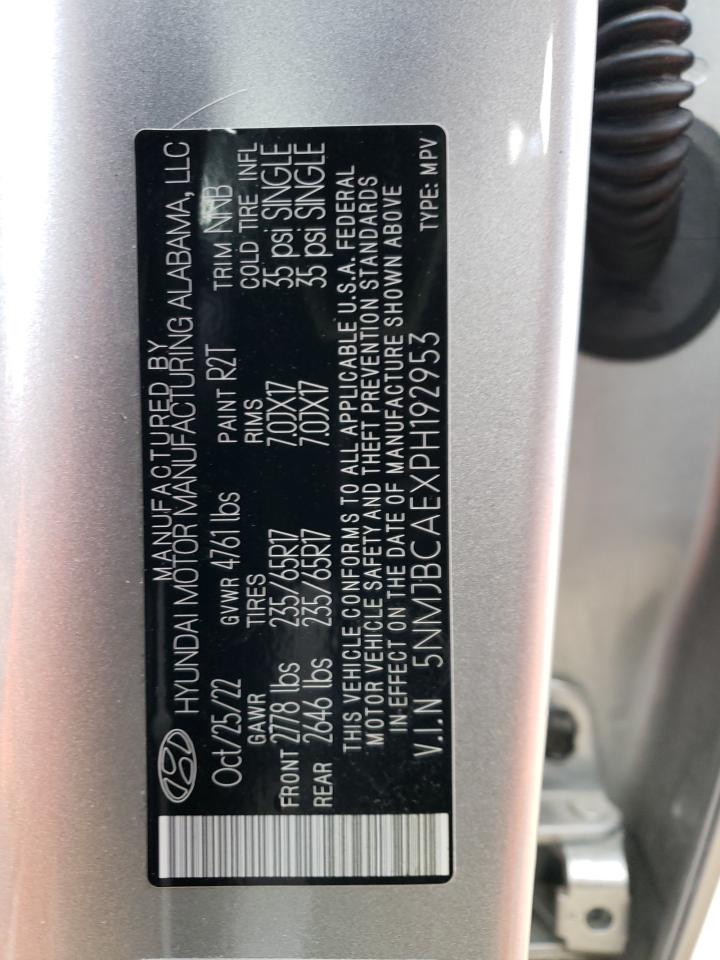 MANUFACTURED BY
HYUNDAI MOTOR MANUFACTURING ALABAMA, LLC
Oct/25/22 GVWR 4761 lbs PAINT R2T TRIM NNB
GAWR TIRES RIMS COLD TIRE INFL
FRONT 2778 lbs 235/65R17 7.0JX17 35 psi SINGLE
REAR 2646 lbs 235/65R17 7.0JX17 35 psi SINGLE
THIS VEHICLE CONFORMS TO ALL APPLICABLE U.S.A. FEDERAL
MOTOR VEHICLE SAFETY AND THEFT PREVENTION STANDARDS
IN EFFECT ON THE DATE OF MANUFACTURE SHOWN ABOVE
V.I.N 5NMJBCAEXPH192953 TYPE: MPV